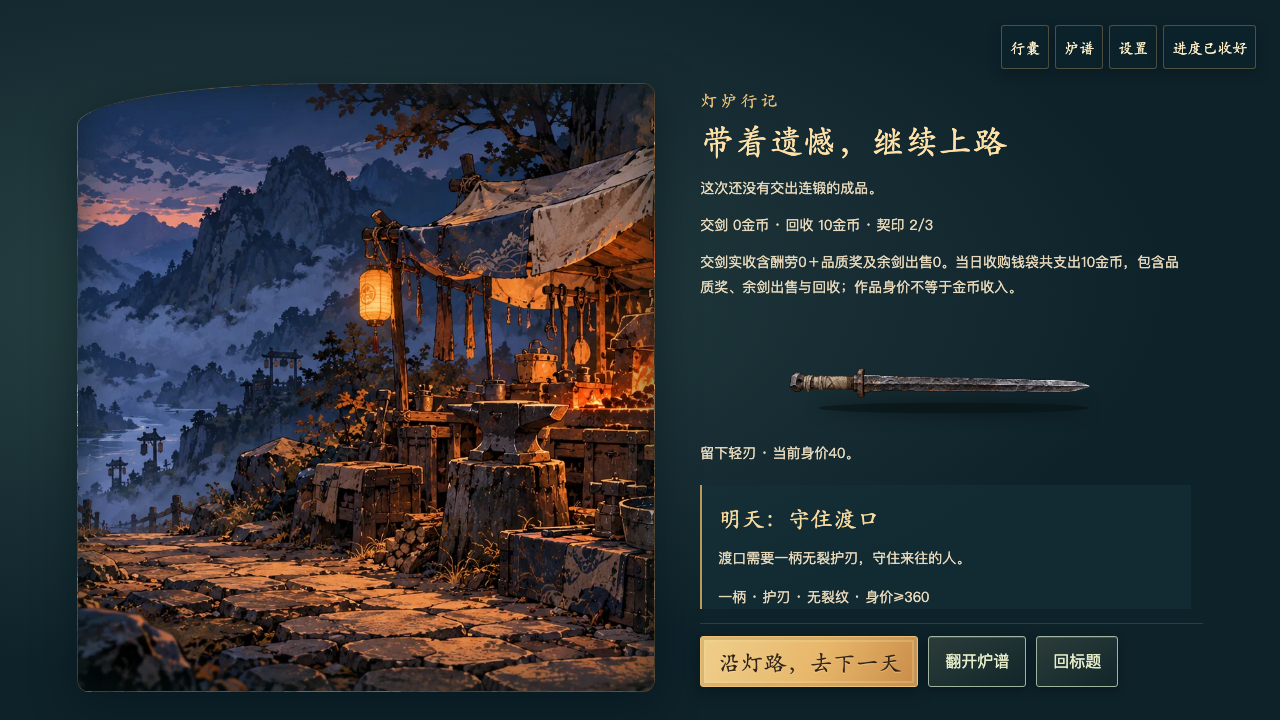 行囊
炉谱
设置
进度已收好
灯炉行记
带着遗憾，继续上路
这次还没有交出连锻的成品。
交剑 0金币 · 回收 10金币 · 契印 2/3
交剑实收含酬劳0＋品质奖及余剑出售0。当日收购钱袋共支出10金币，包含品
质奖、余剑出售与回收；作品身价不等于金币收入。
留下轻刃 · 当前身价40。
明天：守住渡口
渡口需要一柄无裂护刃，守住来往的人。
一柄 · 护刃 · 无裂纹 · 身价≥360
沿灯路，去下一天
翻开炉谱
回标题